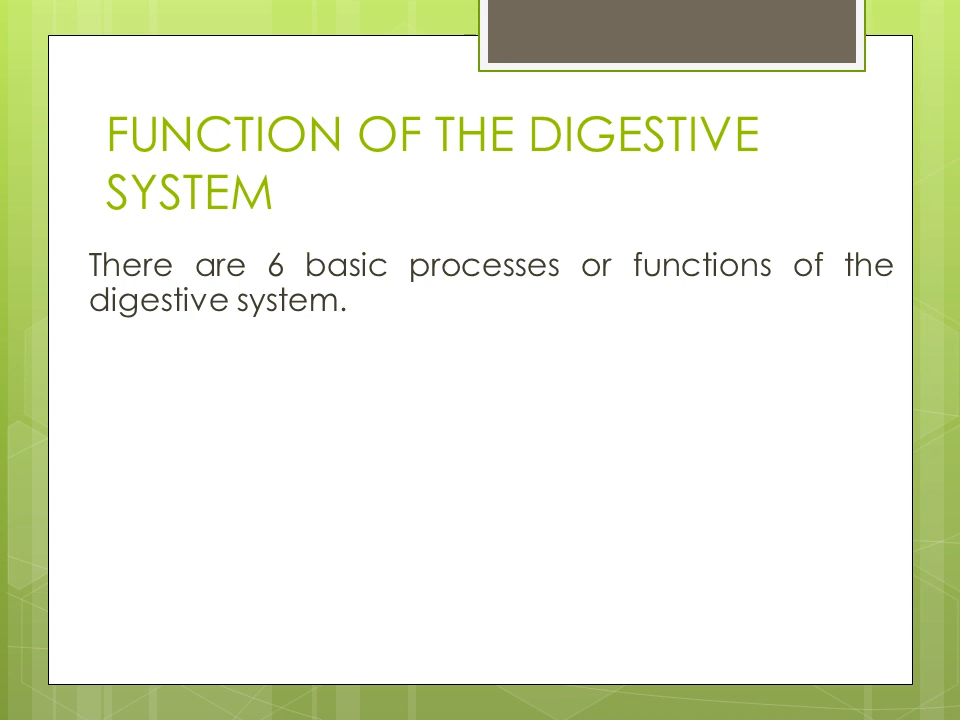 FUNCTION OF THE DIGESTIVE
SYSTEM
There are 6 basic processes or functions of the
digestive system.